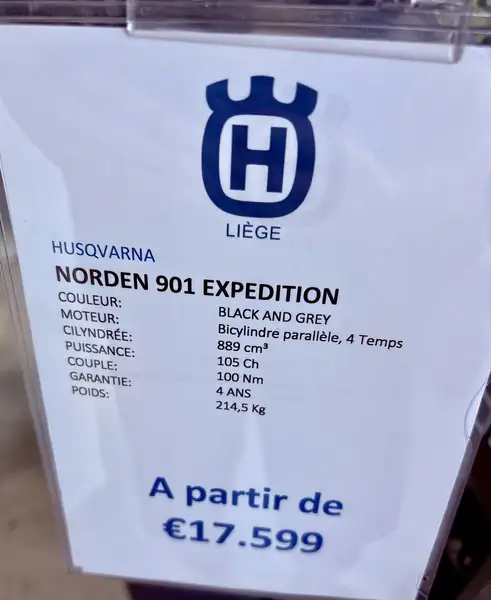 H
LIÈGE
HUSQVARNA
NORDEN 901 EXPEDITION
COULEUR: BLACK AND GREY
MOTEUR: Bicylindre parallèle, 4 Temps
CILYNDRÉE: 889 cm³
PUISSANCE: 105 Ch
COUPLE: 100 Nm
GARANTIE: 4 ANS
POIDS: 214,5 Kg
A partir de
€17.599